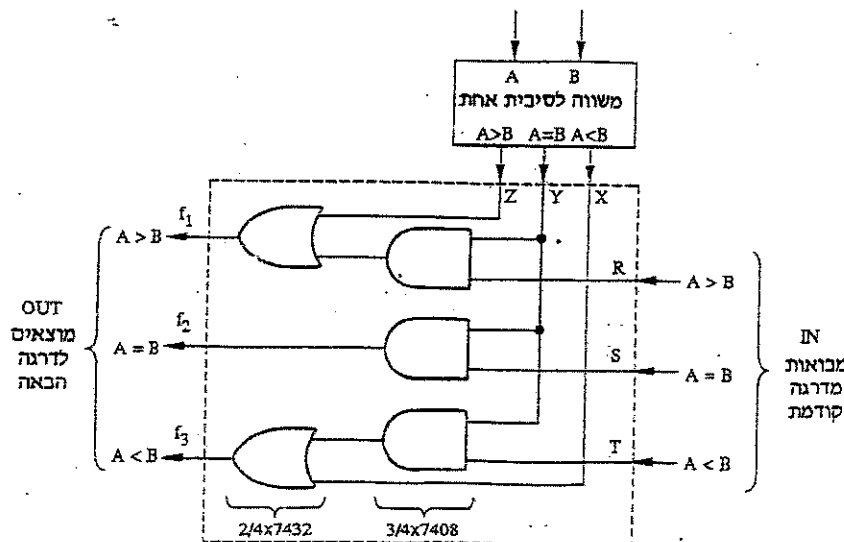 A B
משווה לסיבית אחת
A>B A=B A<B
Z Y X
f₁
A > B
R
A > B
OUT
מוצאים
לדרגה
הבאה
f₂
A = B
S
A = B
IN
מבואות
מדרגה
קודמת
f₃
A < B
T
A < B
2/4x7432 3/4x7408